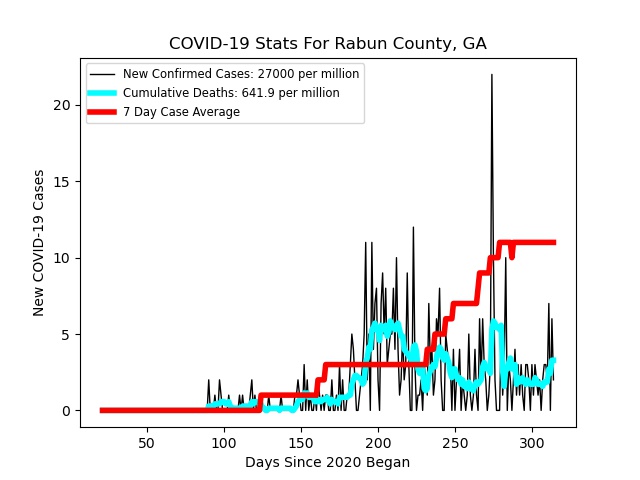 COVID-19 Stats For Rabun County, GA
New Confirmed Cases: 27000 per million
Cumulative Deaths: 641.9 per million
7 Day Case Average
New COVID-19 Cases
20
15
10
5
0
50 100 150 200 250 300
Days Since 2020 Began